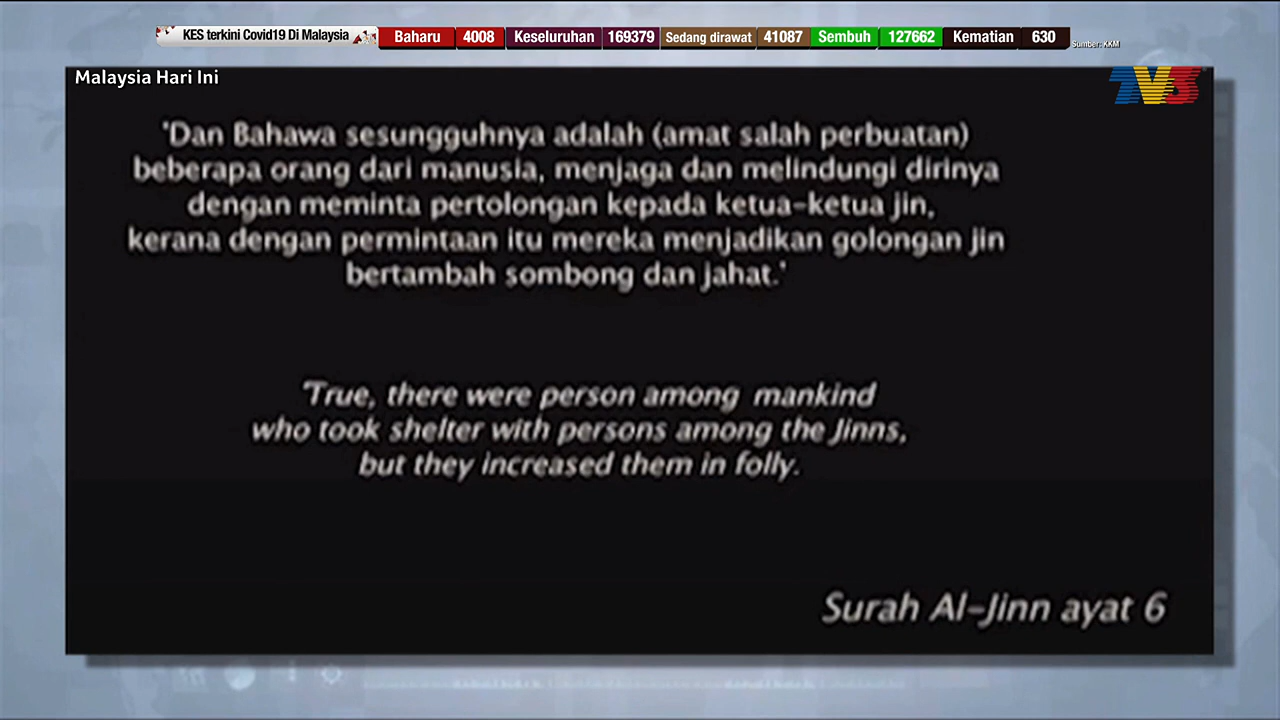 KES terkini Covid19 Di Malaysia Baharu 4008 Keseluruhan 169379 Sedang dirawat 41087 Sembuh 127662 Kematian 630 Sumber: KKM
Malaysia Hari Ini
TV3
'Dan Bahawa sesungguhnya adalah (amat salah perbuatan)
beberapa orang dari manusia, menjaga dan melindungi dirinya
dengan meminta pertolongan kepada ketua-ketua jin,
kerana dengan permintaan itu mereka menjadikan golongan jin
bertambah sombong dan jahat.'
'True, there were person among mankind
who took shelter with persons among the Jinns,
but they increased them in folly.
Surah Al-Jinn ayat 6